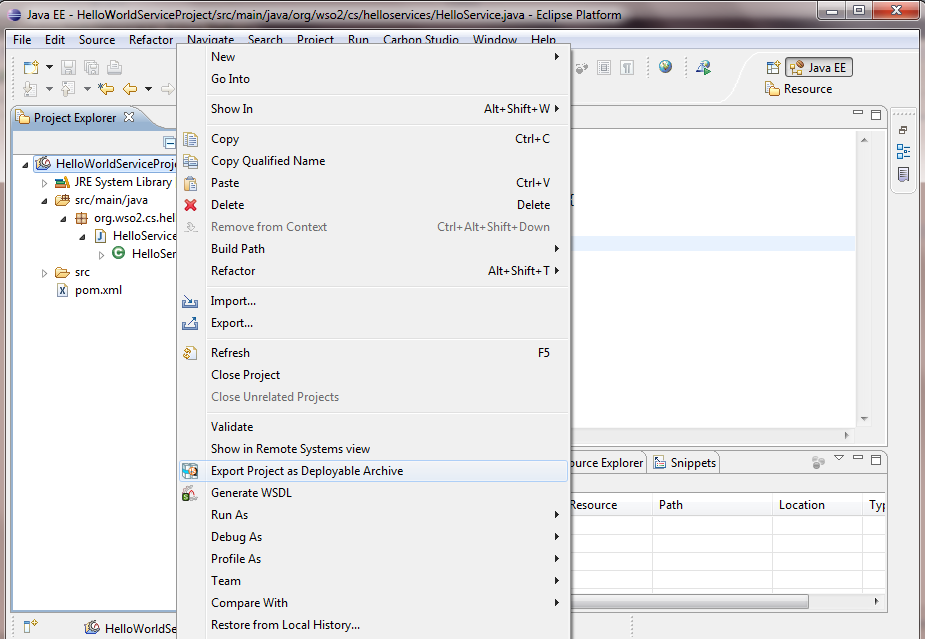 Java EE - HelloWorldServiceProject/src/main/java/org/wso2/cs/helloservices/HelloService.java - Eclipse Platform
File Edit Source Refactor Navigate Search Project Run Carbon Studio Window Help
Java EE
Resource
Project Explorer
HelloWorldServiceProj
JRE System Library
src/main/java
org.wso2.cs.hel
HelloService
HelloSer
src
pom.xml
New
Go Into
Show In Alt+Shift+W
Copy Ctrl+C
Copy Qualified Name
Paste Ctrl+V
Delete Delete
Remove from Context Ctrl+Alt+Shift+Down
Build Path
Refactor Alt+Shift+T
Import...
Export...
Refresh F5
Close Project
Close Unrelated Projects
Validate
Show in Remote Systems view
Export Project as Deployable Archive
Generate WSDL
Run As
Debug As
Profile As
Team
Compare With
Restore from Local History...
ource Explorer Snippets
Resource Path Location Typ
HelloWorldSe